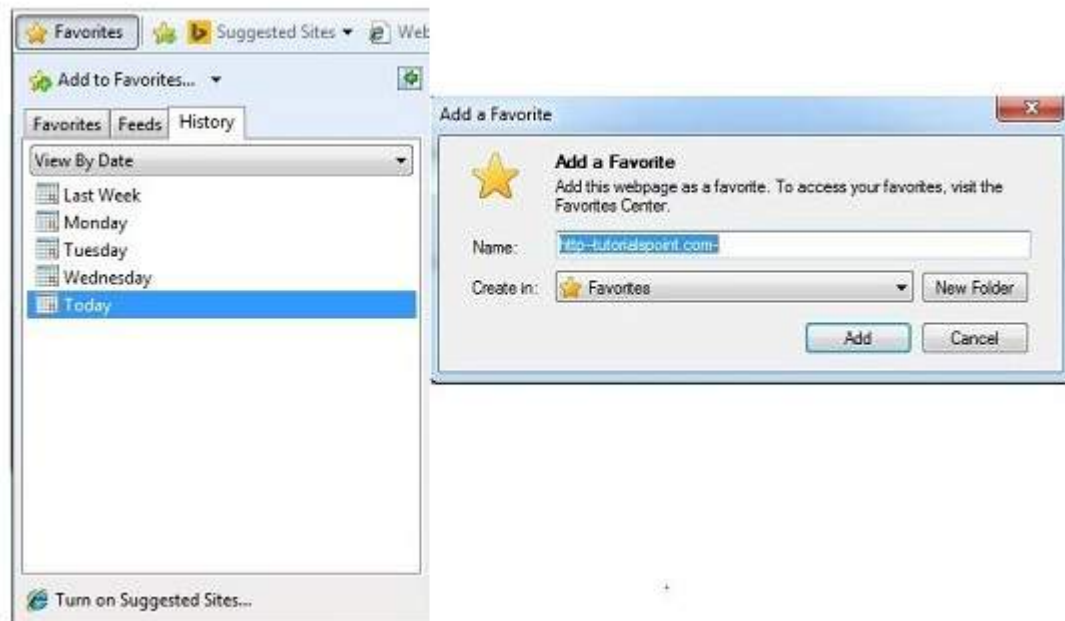 Favorites
Suggested Sites
Web
Add to Favorites...
Favorites
Feeds
History
View By Date
Last Week
Monday
Tuesday
Wednesday
Today
Turn on Suggested Sites...
Add a Favorite
Add a Favorite
Add this webpage as a favorite. To access your favorites, visit the
Favorites Center.
Name:
http--tutorialspoint.com-
Create in:
Favorites
New Folder
Add
Cancel